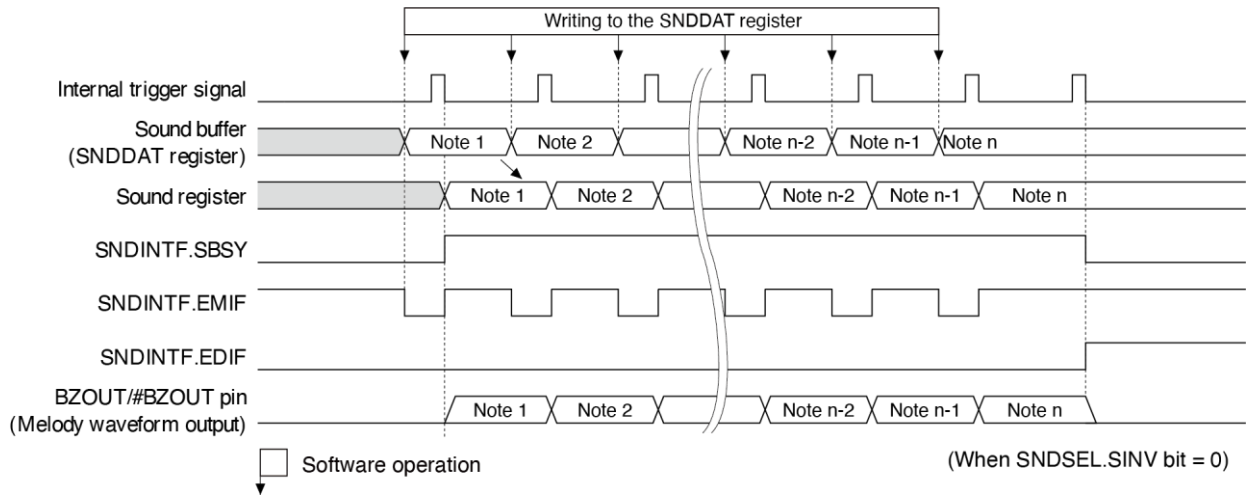 Writing to the SNDDAT register
Internal trigger signal
Sound buffer
(SNDDAT register)
Note 1 Note 2 Note n-2 Note n-1 Note n
Sound register
Note 1 Note 2 Note n-2 Note n-1 Note n
SNDINTF.SBSY
SNDINTF.EMIF
SNDINTF.EDIF
BZOUT/#BZOUT pin
(Melody waveform output)
Note 1 Note 2 Note n-2 Note n-1 Note n
Software operation
(When SNDSEL.SINV bit = 0)